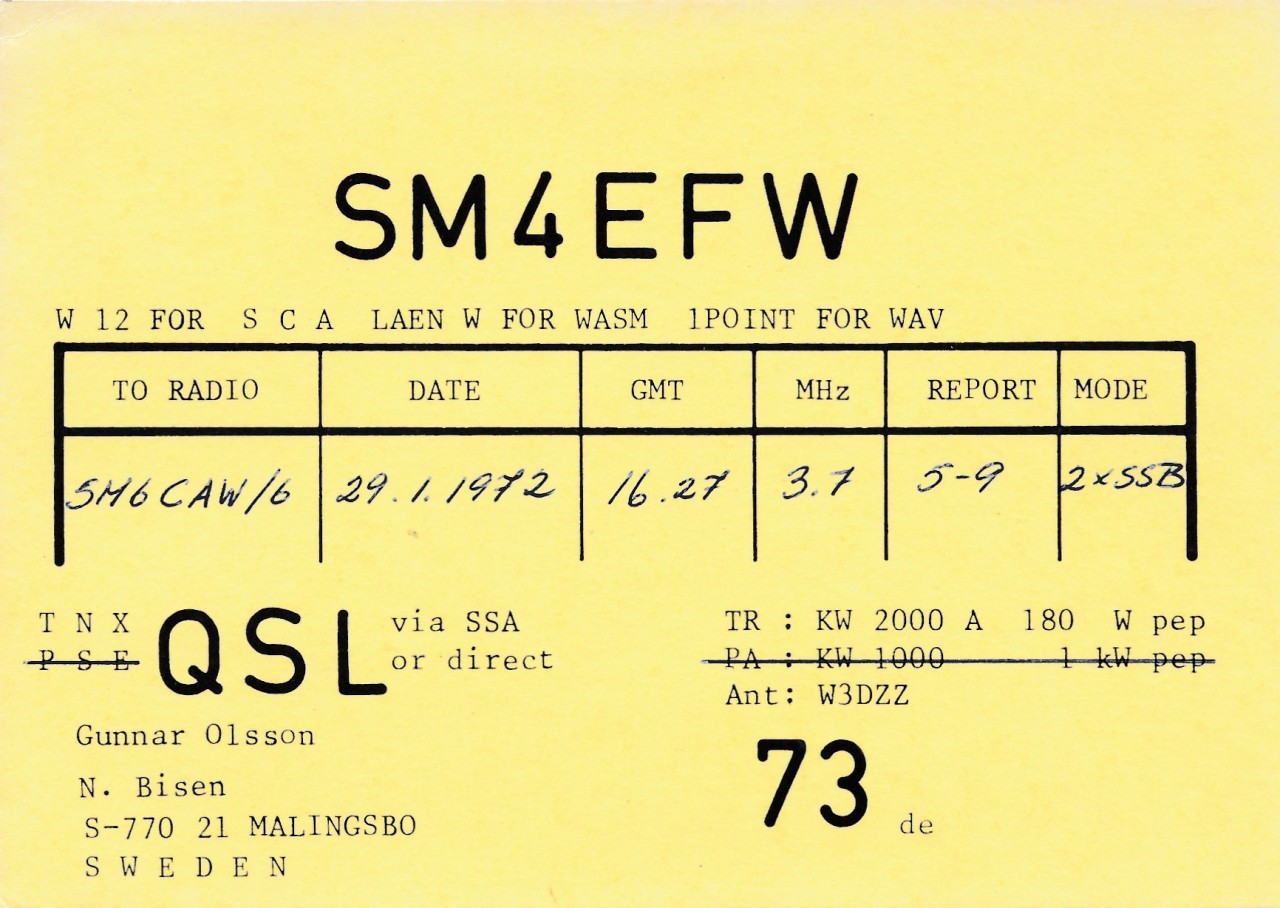 SM4EFW
W 12 FOR S C A LAEN W FOR WASM 1POINT FOR WAV
TO RADIO DATE GMT MHz REPORT MODE
SM6CAW/6 29.1.1972 16.27 3.7 5-9 2xSSB
T N X QSL via SSA
P S E or direct
TR : KW 2000 A 180 W pep
PA : KW 1000 1 kW pep
Ant: W3DZZ
Gunnar Olsson
N. Bisen
S-770 21 MALINGSBO
S W E D E N
73 de